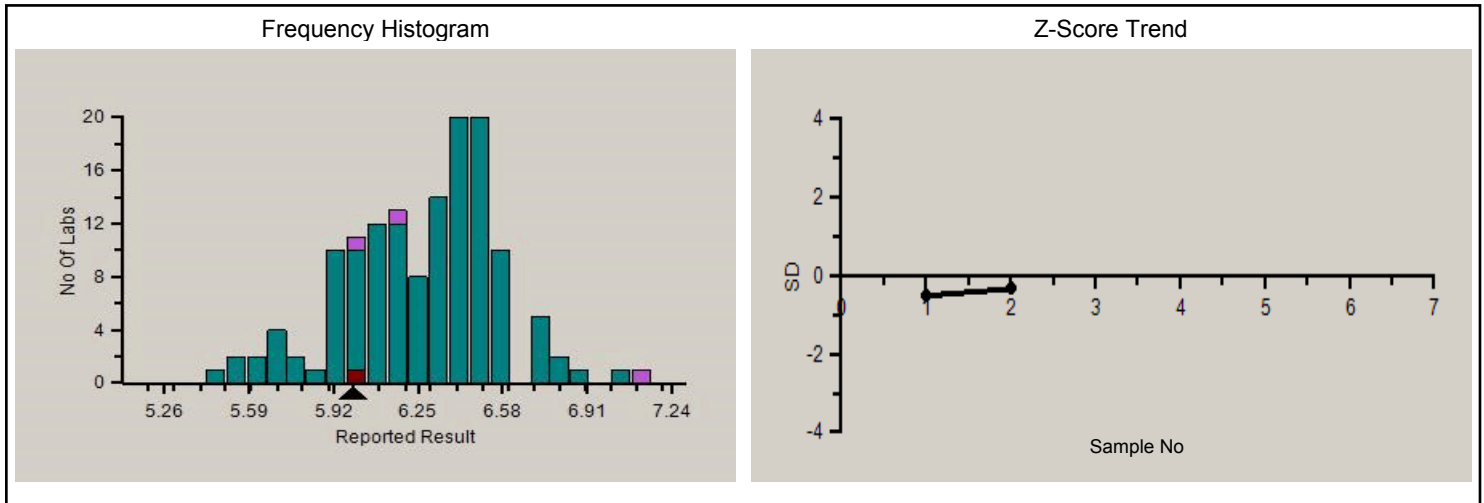 Frequency Histogram
20
16
12
8
4
0
No Of Labs
5.26 5.59 5.92 6.25 6.58 6.91 7.24
Reported Result
Z-Score Trend
4
2
0
-2
-4
SD
0 1 2 3 4 5 6 7
Sample No